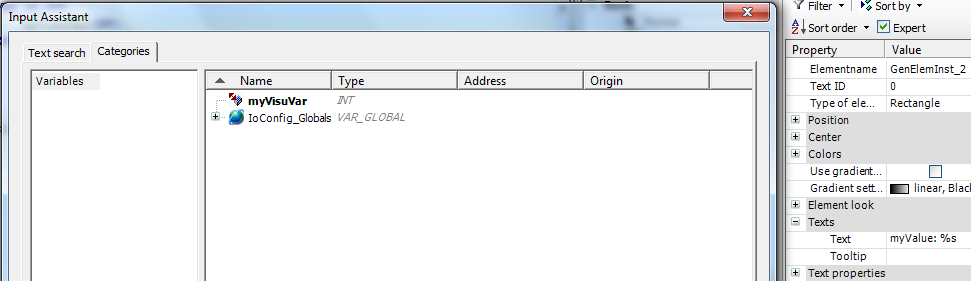 Input Assistant
Text search Categories
Variables
Name Type Address Origin
myVisuVar INT
IoConfig_Globals VAR_GLOBAL
Filter Sort by
Sort order Expert
Property Value
Elementname GenElemInst_2
Text ID 0
Type of ele... Rectangle
Position
Center
Colors
Use gradient...
Gradient sett... linear, Blac
Element look
Texts
Text myValue: %s
Tooltip
Text properties